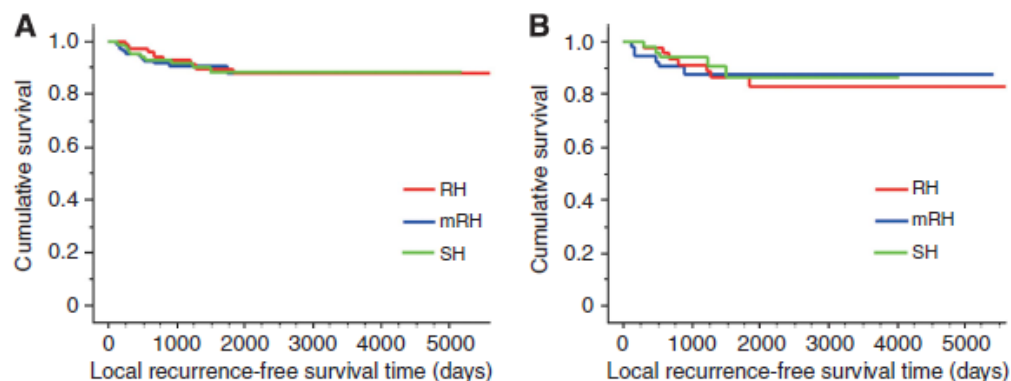 A
Cumulative survival
1.0
0.8
0.6
0.4
0.2
0
RH
mRH
SH
0 1000 2000 3000 4000 5000
Local recurrence-free survival time (days)
B
Cumulative survival
1.0
0.8
0.6
0.4
0.2
0
RH
mRH
SH
0 1000 2000 3000 4000 5000
Local recurrence-free survival time (days)